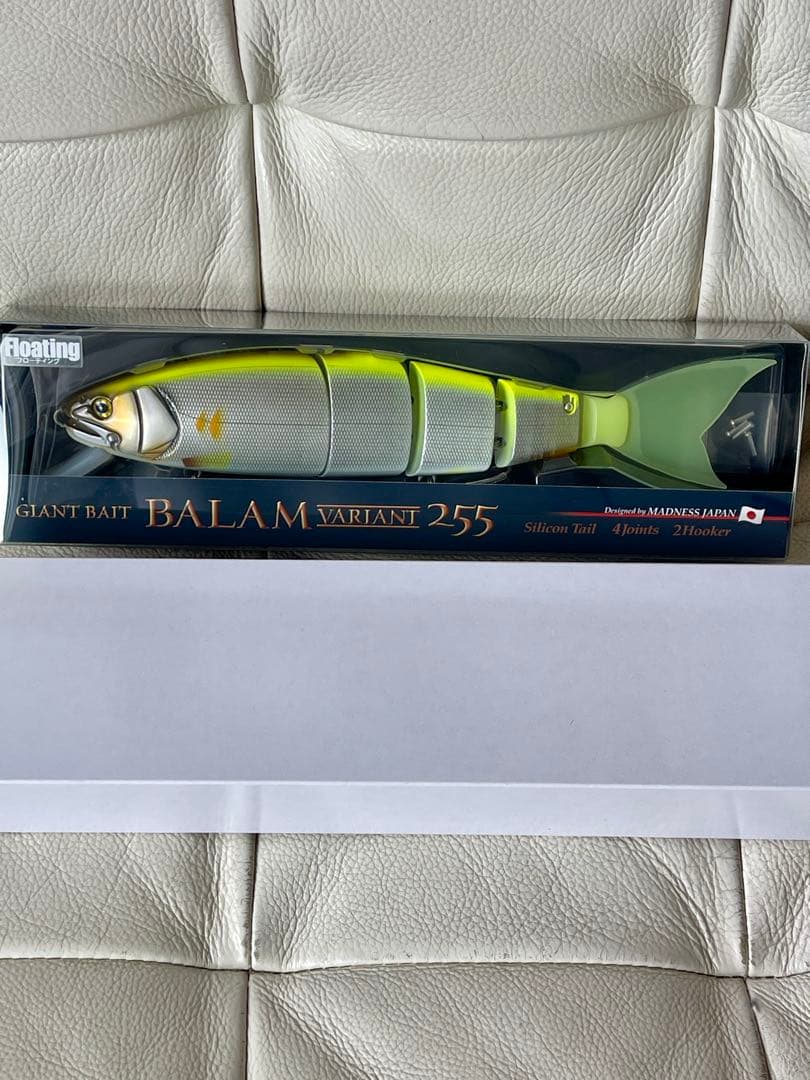 Floating
フローティング
GIANT BAIT BALAM VARIANT 255
Designed by MADNESS JAPAN
Silicon Tail 4Joints 2Hooker